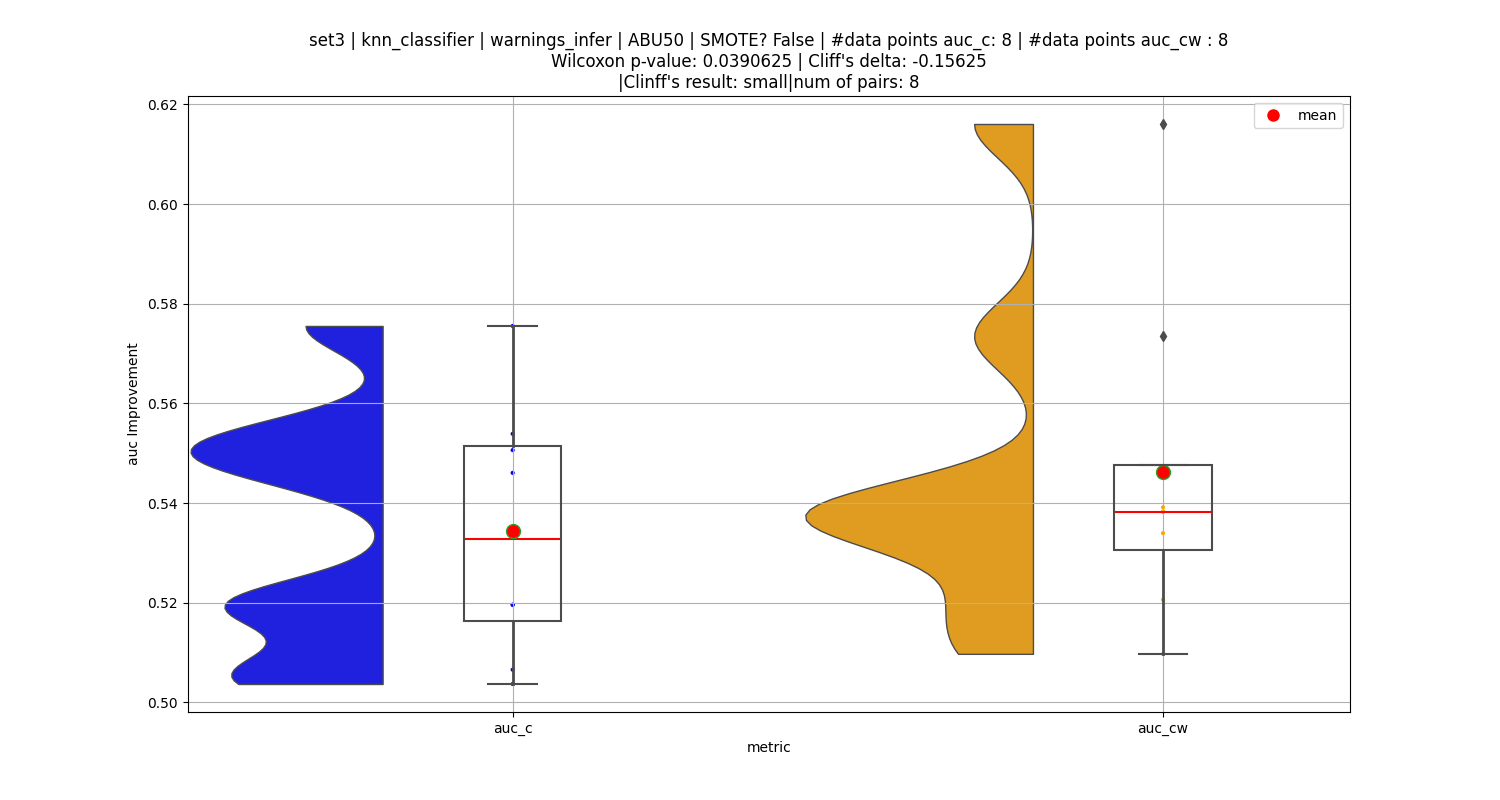 set3 | knn_classifier | warnings_infer | ABU50 | SMOTE? False | #data points auc_c: 8 | #data points auc_cw : 8
Wilcoxon p-value: 0.0390625 | Cliff's delta: -0.15625
|Clinff's result: small|num of pairs: 8
mean
0.62
0.60
0.58
0.56
0.54
0.52
0.50
auc Improvement
auc_c
auc_cw
metric